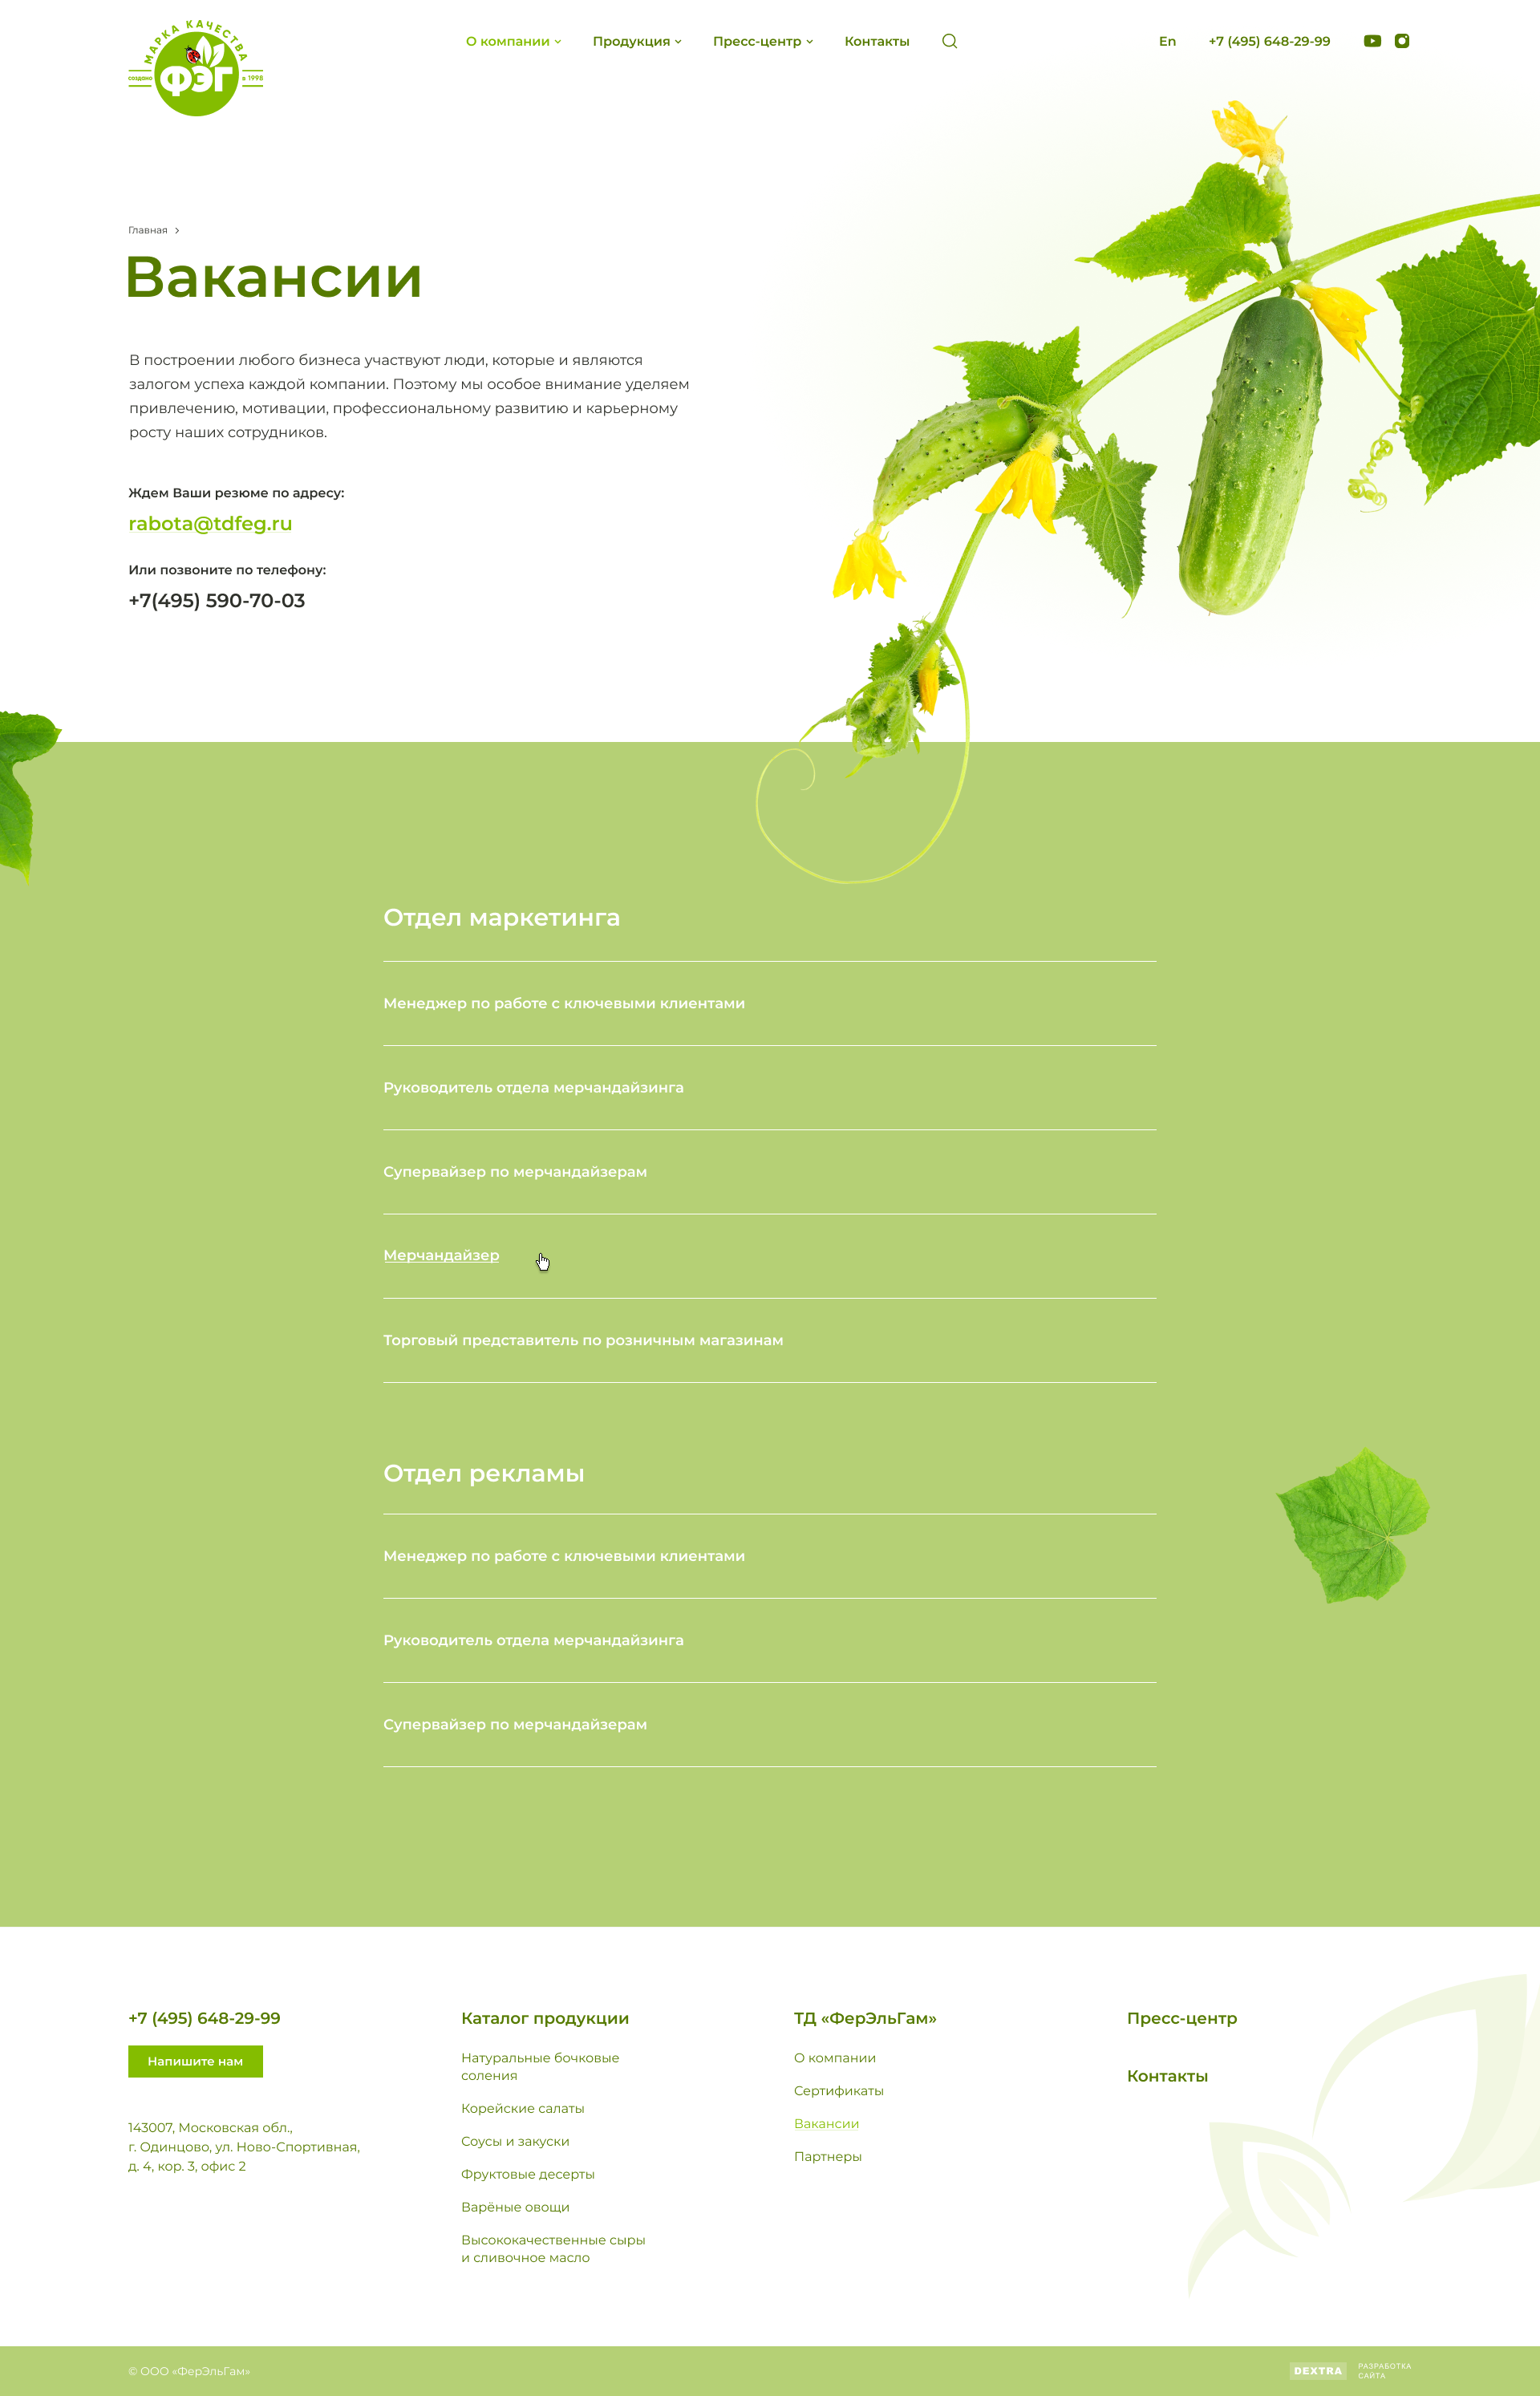 МАРКА КАЧЕСТВА
создано
ФЭГ
в 1998
О компании
Продукция
Пресс-центр
Контакты
En
+7 (495) 648-29-99
Главная
Вакансии
В построении любого бизнеса участвуют люди, которые и являются
залогом успеха каждой компании. Поэтому мы особое внимание уделяем
привлечению, мотивации, профессиональному развитию и карьерному
росту наших сотрудников.
Ждем Ваши резюме по адресу:
rabota@tdfeg.ru
Или позвоните по телефону:
+7(495) 590-70-03
Отдел маркетинга
Менеджер по работе с ключевыми клиентами
Руководитель отдела мерчандайзинга
Супервайзер по мерчандайзерам
Мерчандайзер
Торговый представитель по розничным магазинам
Отдел рекламы
Менеджер по работе с ключевыми клиентами
Руководитель отдела мерчандайзинга
Супервайзер по мерчандайзерам
+7 (495) 648-29-99
Напишите нам
143007, Московская обл.,
г. Одинцово, ул. Ново-Спортивная,
д. 4, кор. 3, офис 2
Каталог продукции
Натуральные бочковые
соления
Корейские салаты
Соусы и закуски
Фруктовые десерты
Варёные овощи
Высококачественные сыры
и сливочное масло
ТД «ФерЭльГам»
О компании
Сертификаты
Вакансии
Партнеры
Пресс-центр
Контакты
© ООО «ФерЭльГам»
DEXTRA
РАЗРАБОТКА
САЙТА